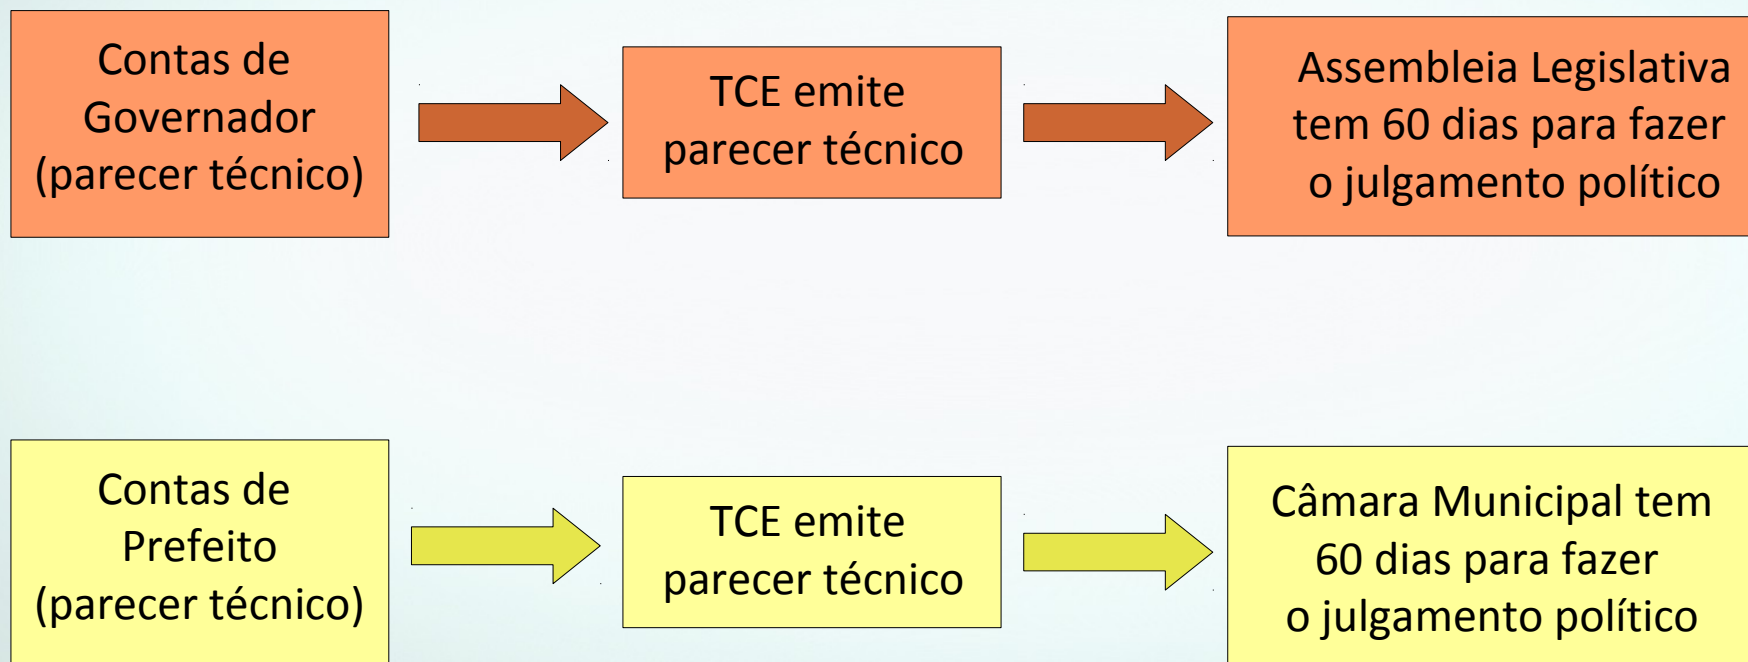 Contas de
Governador
(parecer técnico)
TCE emite
parecer técnico
Assembleia Legislativa
tem 60 dias para fazer
o julgamento político
Contas de
Prefeito
(parecer técnico)
TCE emite
parecer técnico
Câmara Municipal tem
60 dias para fazer
o julgamento político